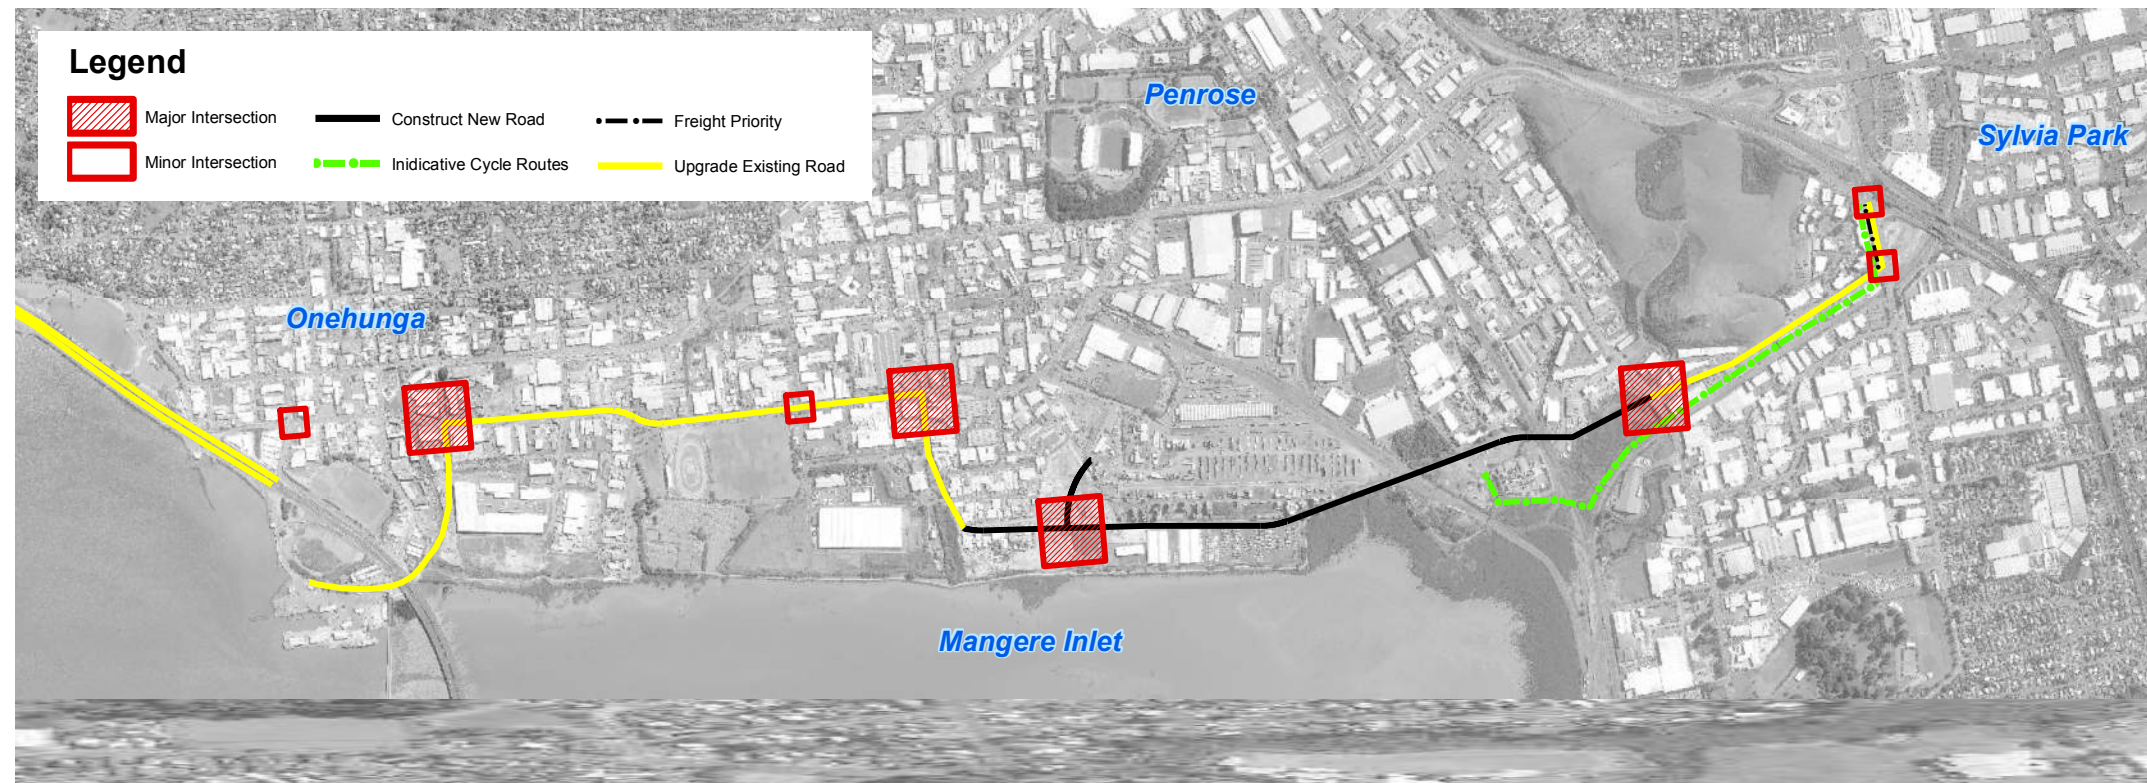 Legend
Major Intersection
Construct New Road
Freight Priority
Minor Intersection
Inidicative Cycle Routes
Upgrade Existing Road
Penrose
Sylvia Park
Onehunga
Mangere Inlet